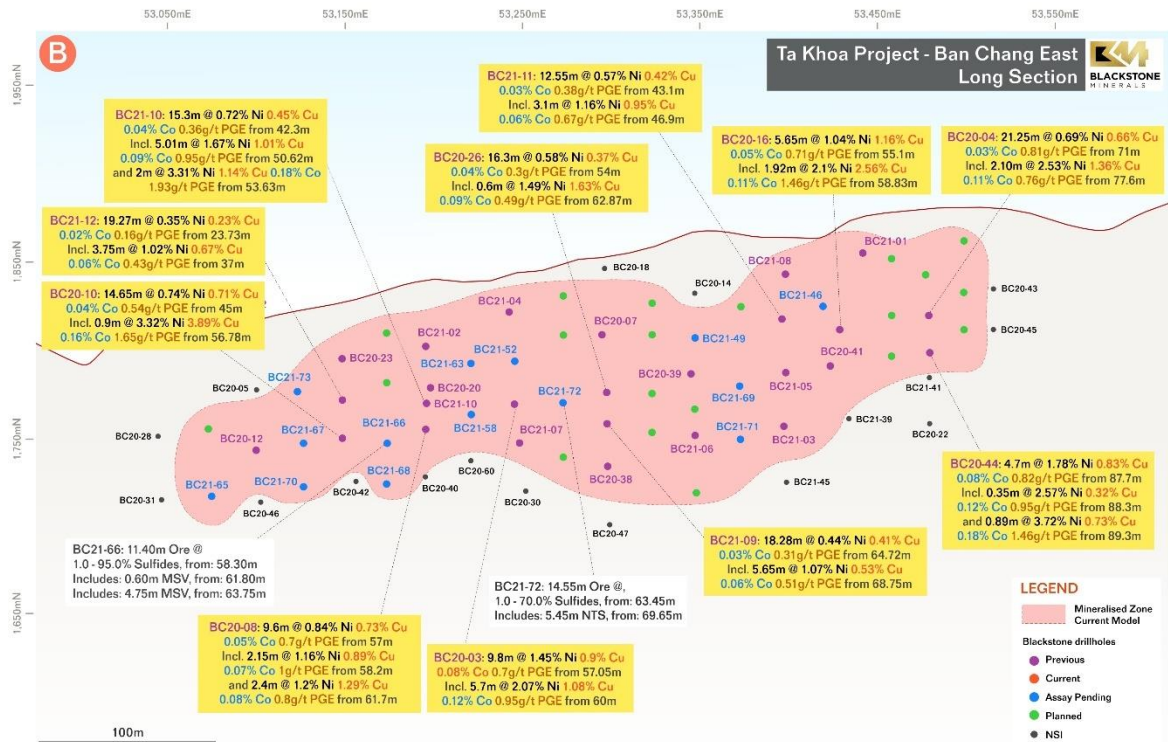 53.050mE 53.150mE 53.250mE 53.350mE 53.450mE 53.550mE
B
Ta Khoa Project - Ban Chang East
Long Section
BM
BLACKSTONE
MINERALS
1,950mN
1,850mN
1,750mN
1,650mN
BC21-10: 15.3m @ 0.72% Ni 0.45% Cu
0.04% Co 0.36g/t PGE from 42.3m
Incl. 5.01m @ 1.67% Ni 1.01% Cu
0.09% Co 0.95g/t PGE from 50.62m
and 2m @ 3.31% Ni 1.14% Cu 0.18% Co
1.93g/t PGE from 53.63m
BC21-11: 12.55m @ 0.57% Ni 0.42% Cu
0.03% Co 0.38g/t PGE from 43.1m
Incl. 3.1m @ 1.16% Ni 0.95% Cu
0.06% Co 0.67g/t PGE from 46.9m
BC20-26: 16.3m @ 0.58% Ni 0.37% Cu
0.04% Co 0.3g/t PGE from 54m
Incl. 0.6m @ 1.49% Ni 1.63% Cu
0.09% Co 0.49g/t PGE from 62.87m
BC20-16: 5.65m @ 1.04% Ni 1.16% Cu
0.05% Co 0.71g/t PGE from 55.1m
Incl. 1.92m @ 2.1% Ni 2.56% Cu
0.11% Co 1.46g/t PGE from 58.83m
BC20-04: 21.25m @ 0.69% Ni 0.66% Cu
0.03% Co 0.81g/t PGE from 71m
Incl. 2.10m @ 2.53% Ni 1.36% Cu
0.11% Co 0.76g/t PGE from 77.6m
BC21-12: 19.27m @ 0.35% Ni 0.23% Cu
0.02% Co 0.16g/t PGE from 23.73m
Incl. 3.75m @ 1.02% Ni 0.67% Cu
0.06% Co 0.43g/t PGE from 37m
BC20-10: 14.65m @ 0.74% Ni 0.71% Cu
0.04% Co 0.54g/t PGE from 45m
Incl. 0.9m @ 3.32% Ni 3.89% Cu
0.16% Co 1.65g/t PGE from 56.78m
BC21-01
BC20-18
BC21-08
BC20-14
BC20-43
BC21-46
BC21-04
BC20-07
BC20-45
BC21-02
BC21-49
BC20-23
BC21-63
BC21-52
BC20-41
BC20-39
BC21-05
BC21-41
BC21-73
BC20-05
BC20-20
BC21-10
BC21-72
BC21-69
BC21-39
BC20-22
BC21-66
BC21-58
BC21-67
BC21-07
BC21-71
BC21-03
BC20-28
BC20-12
BC21-06
BC20-60
BC20-38
BC21-68
BC20-40
BC21-70
BC20-42
BC21-45
BC20-30
BC21-65
BC20-31
BC20-46
BC20-47
BC20-44: 4.7m @ 1.78% Ni 0.83% Cu
0.08% Co 0.82g/t PGE from 87.7m
Incl. 0.35m @ 2.57% Ni 0.32% Cu
0.12% Co 0.95g/t PGE from 88.3m
and 0.89m @ 3.72% Ni 0.73% Cu
0.18% Co 1.46g/t PGE from 89.3m
BC21-66: 11.40m Ore @
1.0 - 95.0% Sulfides, from: 58.30m
Includes: 0.60m MSV, from: 61.80m
Includes: 4.75m MSV, from: 63.75m
BC21-72: 14.55m Ore @,
1.0 - 70.0% Sulfides, from: 63.45m
Includes: 5.45m NTS, from: 69.65m
BC21-09: 18.28m @ 0.44% Ni 0.41% Cu
0.03% Co 0.31g/t PGE from 64.72m
Incl. 5.65m @ 1.07% Ni 0.53% Cu
0.06% Co 0.51g/t PGE from 68.75m
BC20-08: 9.6m @ 0.84% Ni 0.73% Cu
0.05% Co 0.7g/t PGE from 57m
Incl. 2.15m @ 1.16% Ni 0.89% Cu
0.07% Co 1g/t PGE from 58.2m
and 2.4m @ 1.2% Ni 1.29% Cu
0.08% Co 0.8g/t PGE from 61.7m
BC20-03: 9.8m @ 1.45% Ni 0.9% Cu
0.08% Co 0.7g/t PGE from 57.05m
Incl. 5.7m @ 2.07% Ni 1.08% Cu
0.12% Co 0.95g/t PGE from 60m
LEGEND
Mineralised Zone
Current Model
Blackstone drillholes
Previous
Current
Assay Pending
Planned
NSI
100m